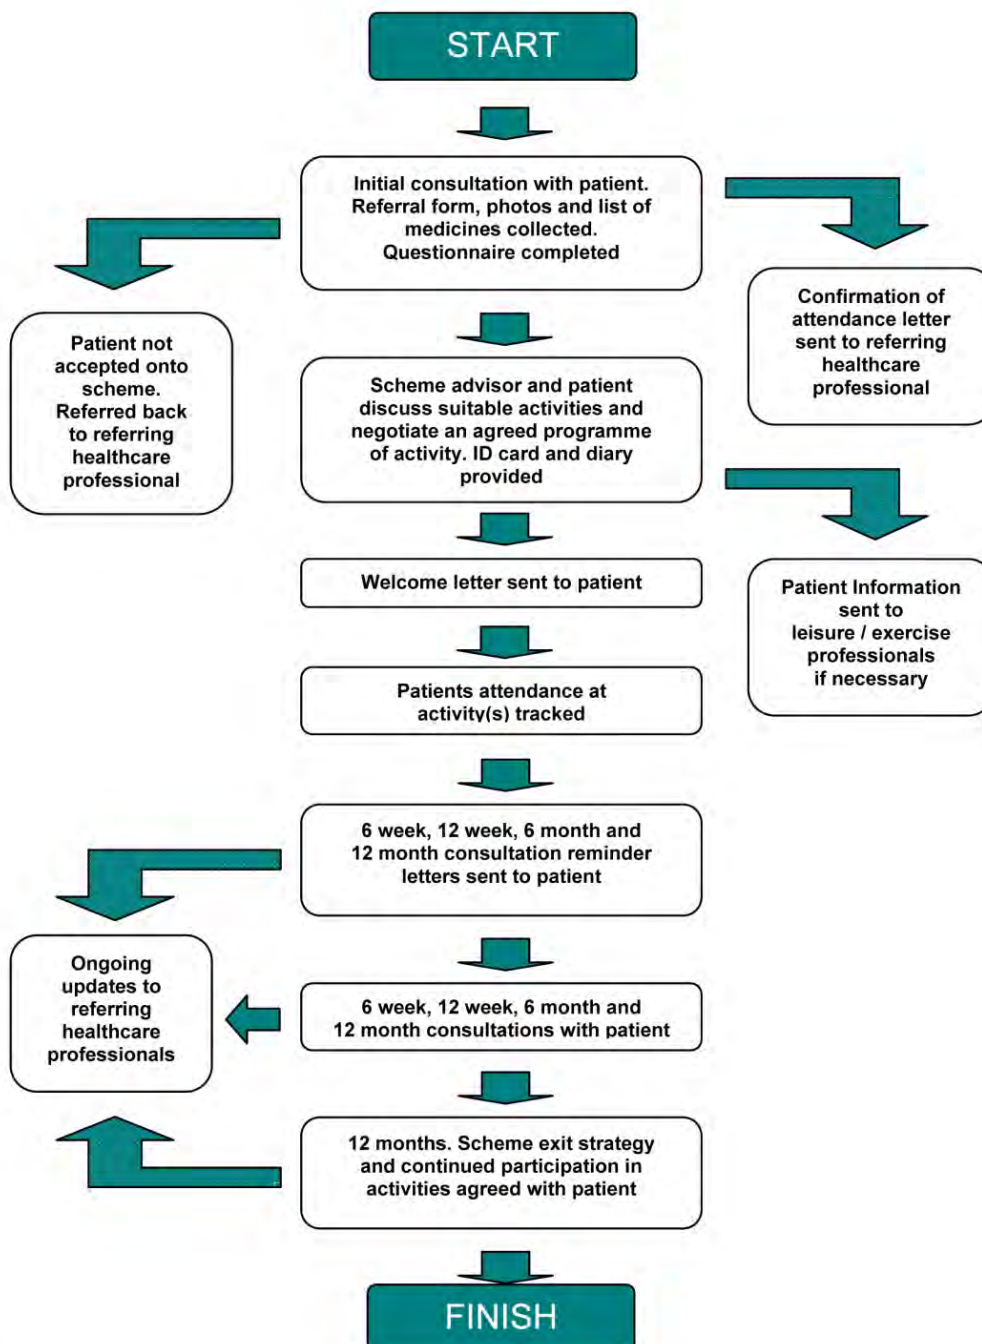 START
Initial consultation with patient.
Referral form, photos and list of
medicines collected.
Questionnaire completed
Patient not
accepted onto
scheme.
Referred back
to referring
healthcare
professional
Confirmation of
attendance letter
sent to referring
healthcare
professional
Scheme advisor and patient
discuss suitable activities and
negotiate an agreed programme
of activity. ID card and diary
provided
Welcome letter sent to patient
Patient Information
sent to
leisure / exercise
professionals
if necessary
Patients attendance at
activity(s) tracked
6 week, 12 week, 6 month and
12 month consultation reminder
letters sent to patient
Ongoing
updates to
referring
healthcare
professionals
6 week, 12 week, 6 month and
12 month consultations with patient
12 months. Scheme exit strategy
and continued participation in
activities agreed with patient
FINISH